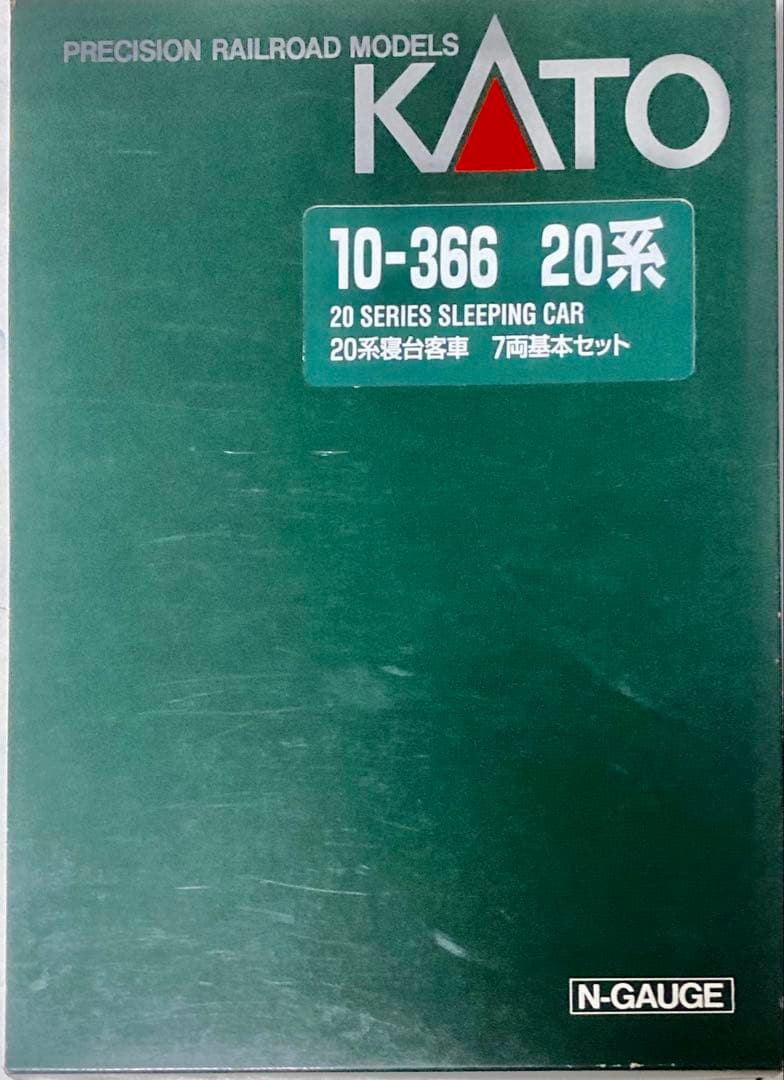 PRECISION RAILROAD MODELS
KATO
10-366 20系
20 SERIES SLEEPING CAR
20系寝台客車 7両基本セット
N-GAUGE